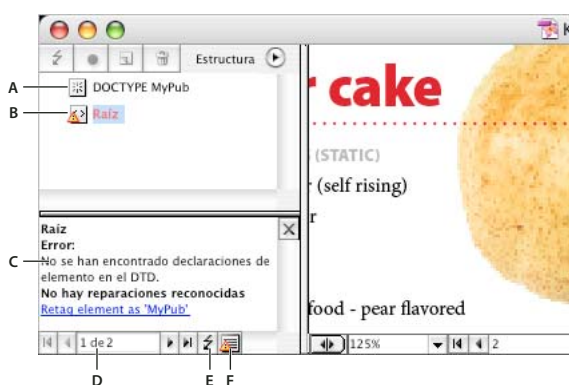 Estructura
K
A
DOCTYPE MyPub
B
Raíz
r cake
(STATIC)
(self rising)
r
Raíz
Error:
C
No se han encontrado declaraciones de
elemento en el DTD.
No hay reparaciones reconocidas
Retag element as 'MyPub'
food - pear flavored
1 de 2
125%
2
D
E
F